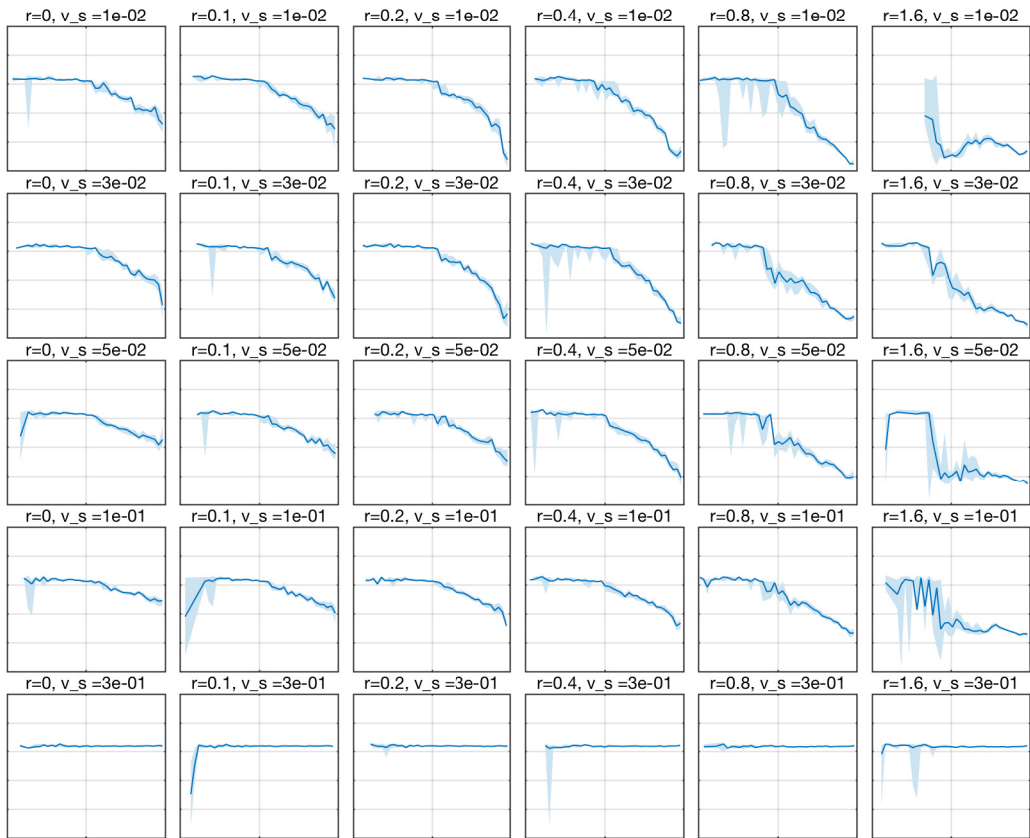 r=0, v_s =1e-02 r=0.1, v_s =1e-02 r=0.2, v_s =1e-02 r=0.4, v_s =1e-02 r=0.8, v_s =1e-02 r=1.6, v_s =1e-02
r=0, v_s =3e-02 r=0.1, v_s =3e-02 r=0.2, v_s =3e-02 r=0.4, v_s =3e-02 r=0.8, v_s =3e-02 r=1.6, v_s =3e-02
r=0, v_s =5e-02 r=0.1, v_s =5e-02 r=0.2, v_s =5e-02 r=0.4, v_s =5e-02 r=0.8, v_s =5e-02 r=1.6, v_s =5e-02
r=0, v_s =1e-01 r=0.1, v_s =1e-01 r=0.2, v_s =1e-01 r=0.4, v_s =1e-01 r=0.8, v_s =1e-01 r=1.6, v_s =1e-01
r=0, v_s =3e-01 r=0.1, v_s =3e-01 r=0.2, v_s =3e-01 r=0.4, v_s =3e-01 r=0.8, v_s =3e-01 r=1.6, v_s =3e-01